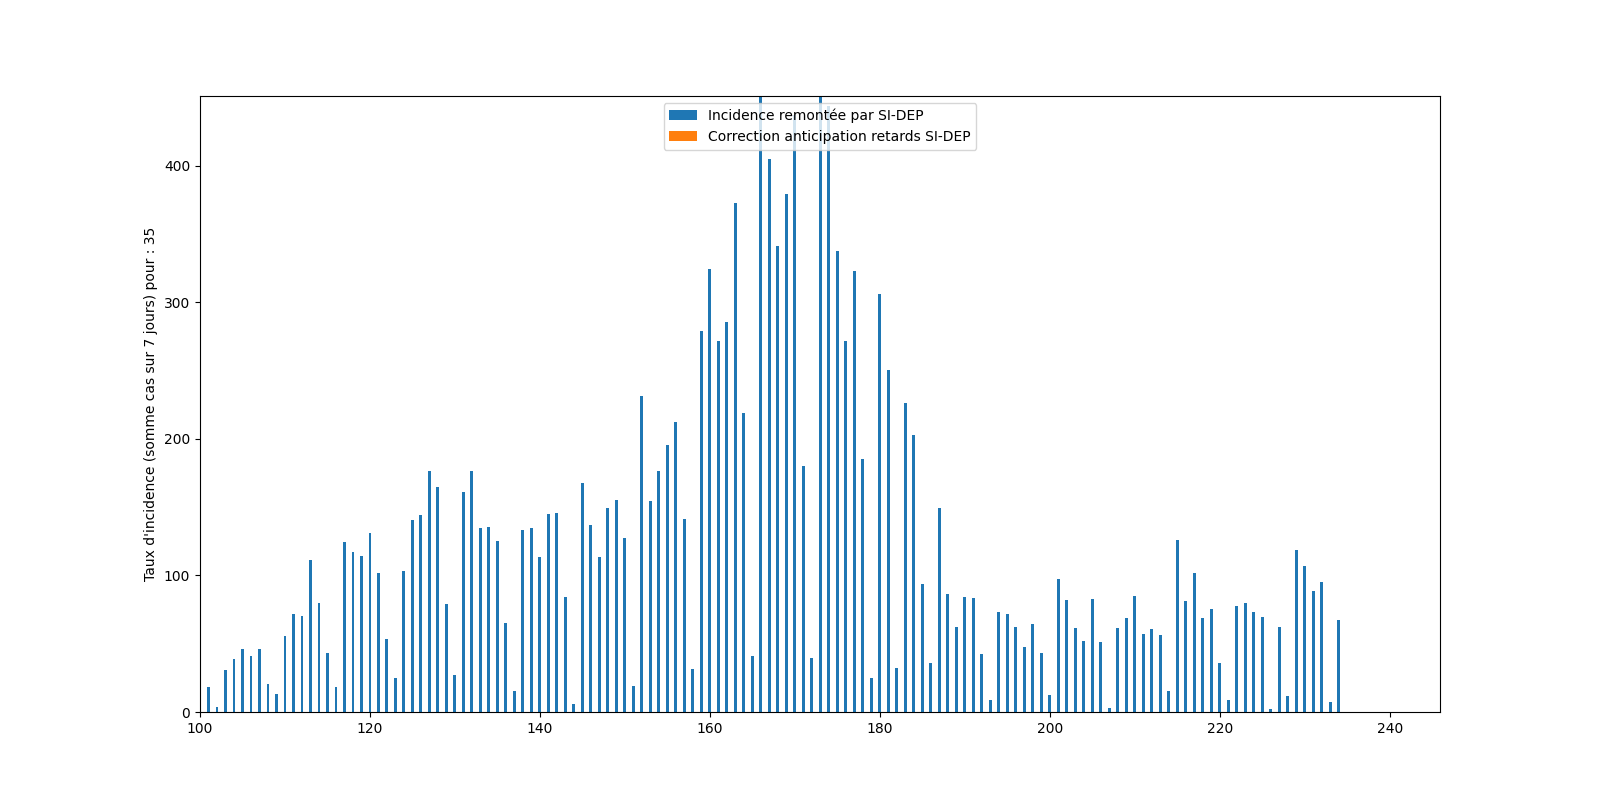 Incidence remontée par SI-DEP
Correction anticipation retards SI-DEP
Taux d'incidence (somme cas sur 7 jours) pour : 35
400
300
200
100
0
100 120 140 160 180 200 220 240